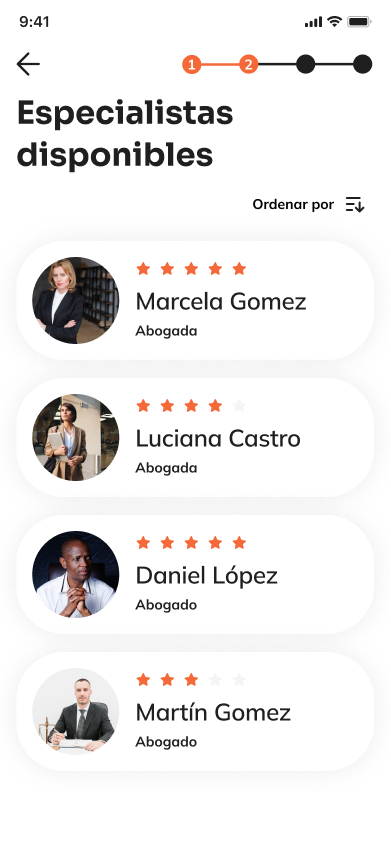 9:41
1 2
Especialistas
disponibles
Ordenar por
Marcela Gomez
Abogada
Luciana Castro
Abogada
Daniel López
Abogado
Martín Gomez
Abogado